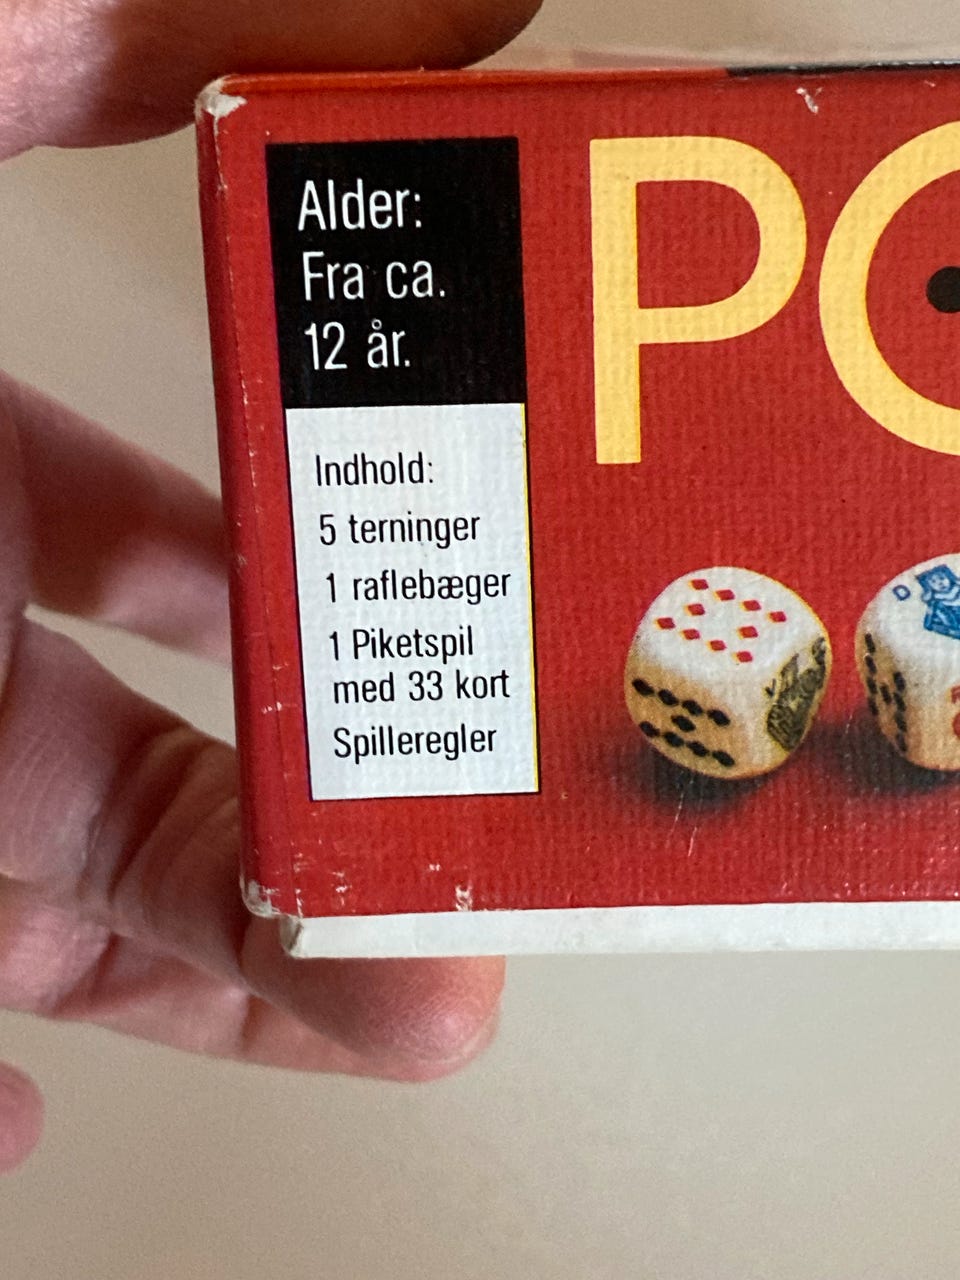 Alder:
Fra ca.
12 år.
Indhold:
5 terninger
1 raflebæger
1 Piketspil
med 33 kort
Spilleregler
PO